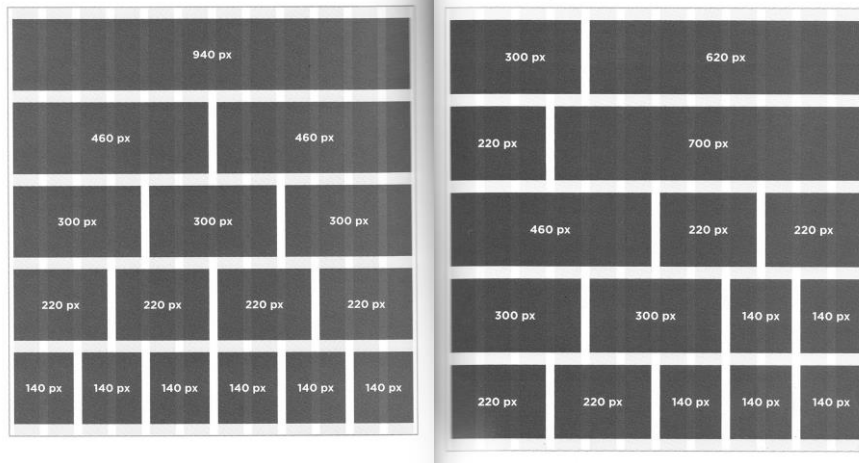 940 px
460 px 460 px
300 px 300 px 300 px
220 px 220 px 220 px 220 px
140 px 140 px 140 px 140 px 140 px 140 px
300 px 620 px
220 px 700 px
460 px 220 px 220 px
300 px 300 px 140 px 140 px
220 px 220 px 140 px 140 px 140 px